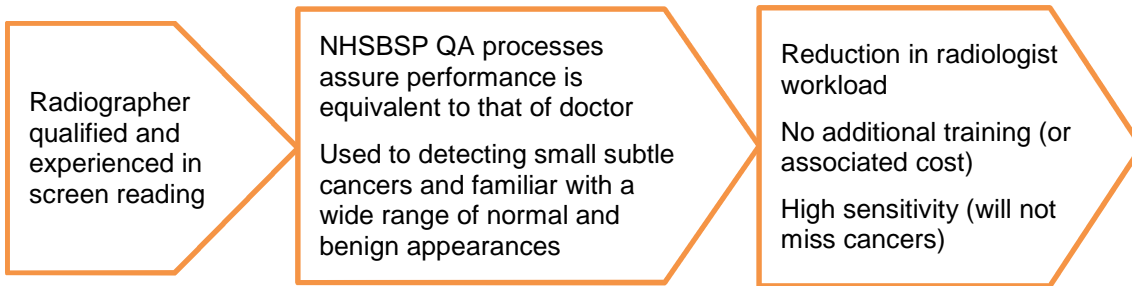 Radiographer
qualified and
experienced in
screen reading
NHSBSP QA processes
assure performance is
equivalent to that of doctor
Used to detecting small subtle
cancers and familiar with a
wide range of normal and
benign appearances
Reduction in radiologist
workload
No additional training (or
associated cost)
High sensitivity (will not
miss cancers)